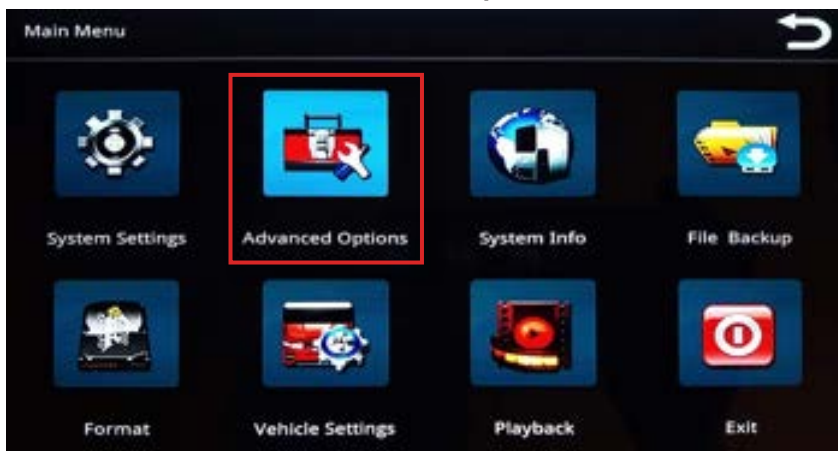 Main Menu
System Settings
Advanced Options
System Info
File Backup
Format
Vehicle Settings
Playback
Exit